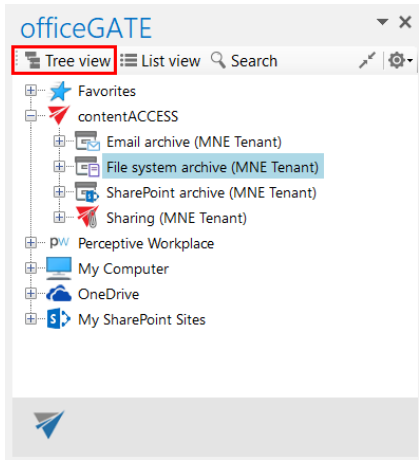 officeGATE
Tree view List view Search
Favorites
contentACCESS
Email archive (MNE Tenant)
File system archive (MNE Tenant)
SharePoint archive (MNE Tenant)
Sharing (MNE Tenant)
pw Perceptive Workplace
My Computer
OneDrive
S My SharePoint Sites